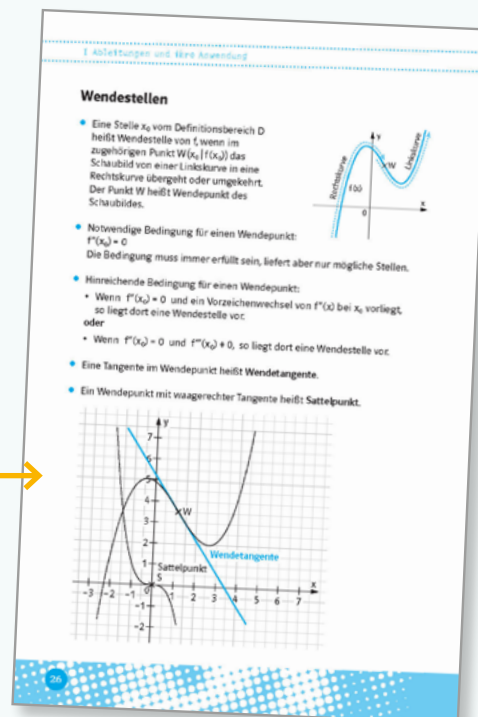 I Ableitungen und ihre Anwendung
Wendestellen
• Eine Stelle x₀ vom Definitionsbereich D
heißt Wendestelle von f, wenn im
zugehörigen Punkt W(x₀|f(x₀)) das
Schaubild von einer Linkskurve in eine
Rechtskurve übergeht oder umgekehrt.
Der Punkt W heißt Wendepunkt des
Schaubildes.
Rechtskurve
Linkskurve
y
f(x)
W
0
x
• Notwendige Bedingung für einen Wendepunkt:
f″(x₀) = 0
Die Bedingung muss immer erfüllt sein, liefert aber nur mögliche Stellen.
• Hinreichende Bedingung für einen Wendepunkt:
• Wenn f″(x₀) = 0 und ein Vorzeichenwechsel von f″(x) bei x₀ vorliegt,
so liegt dort eine Wendestelle vor.
oder
• Wenn f″(x₀) = 0 und f‴(x₀) ≠ 0, so liegt dort eine Wendestelle vor.
• Eine Tangente im Wendepunkt heißt Wendetangente.
• Ein Wendepunkt mit waagerechter Tangente heißt Sattelpunkt.
y
7
6
5
4
W
3
2
Wendetangente
1
Sattelpunkt
S
x
-3 -2 -1 0 1 2 3 4 5 6 7
-1
-2
26